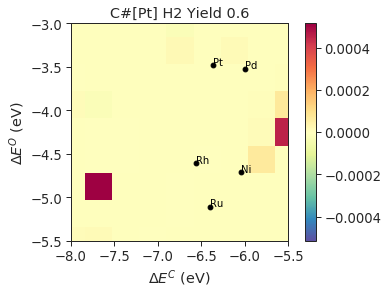 C#[Pt] H2 Yield 0.6
−3.0
−3.5
−4.0
−4.5
−5.0
−5.5
ΔE^O (eV)
Pt
Pd
Rh
Ni
Ru
−8.0 −7.5 −7.0 −6.5 −6.0 −5.5
ΔE^C (eV)
0.0004
0.0002
0.0000
−0.0002
−0.0004